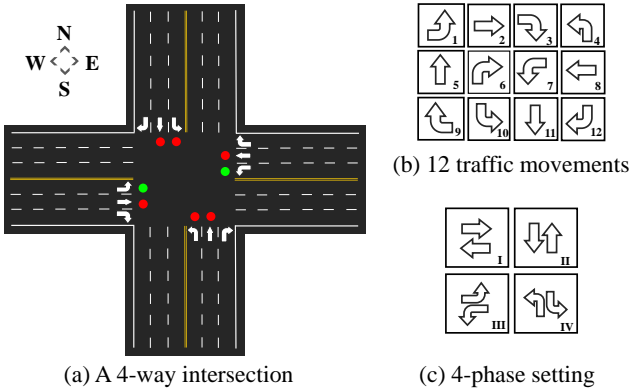 N
W E
S
1 2 3 4
5 6 7 8
9 10 11 12
(b) 12 traffic movements
I II
III IV
(a) A 4-way intersection
(c) 4-phase setting